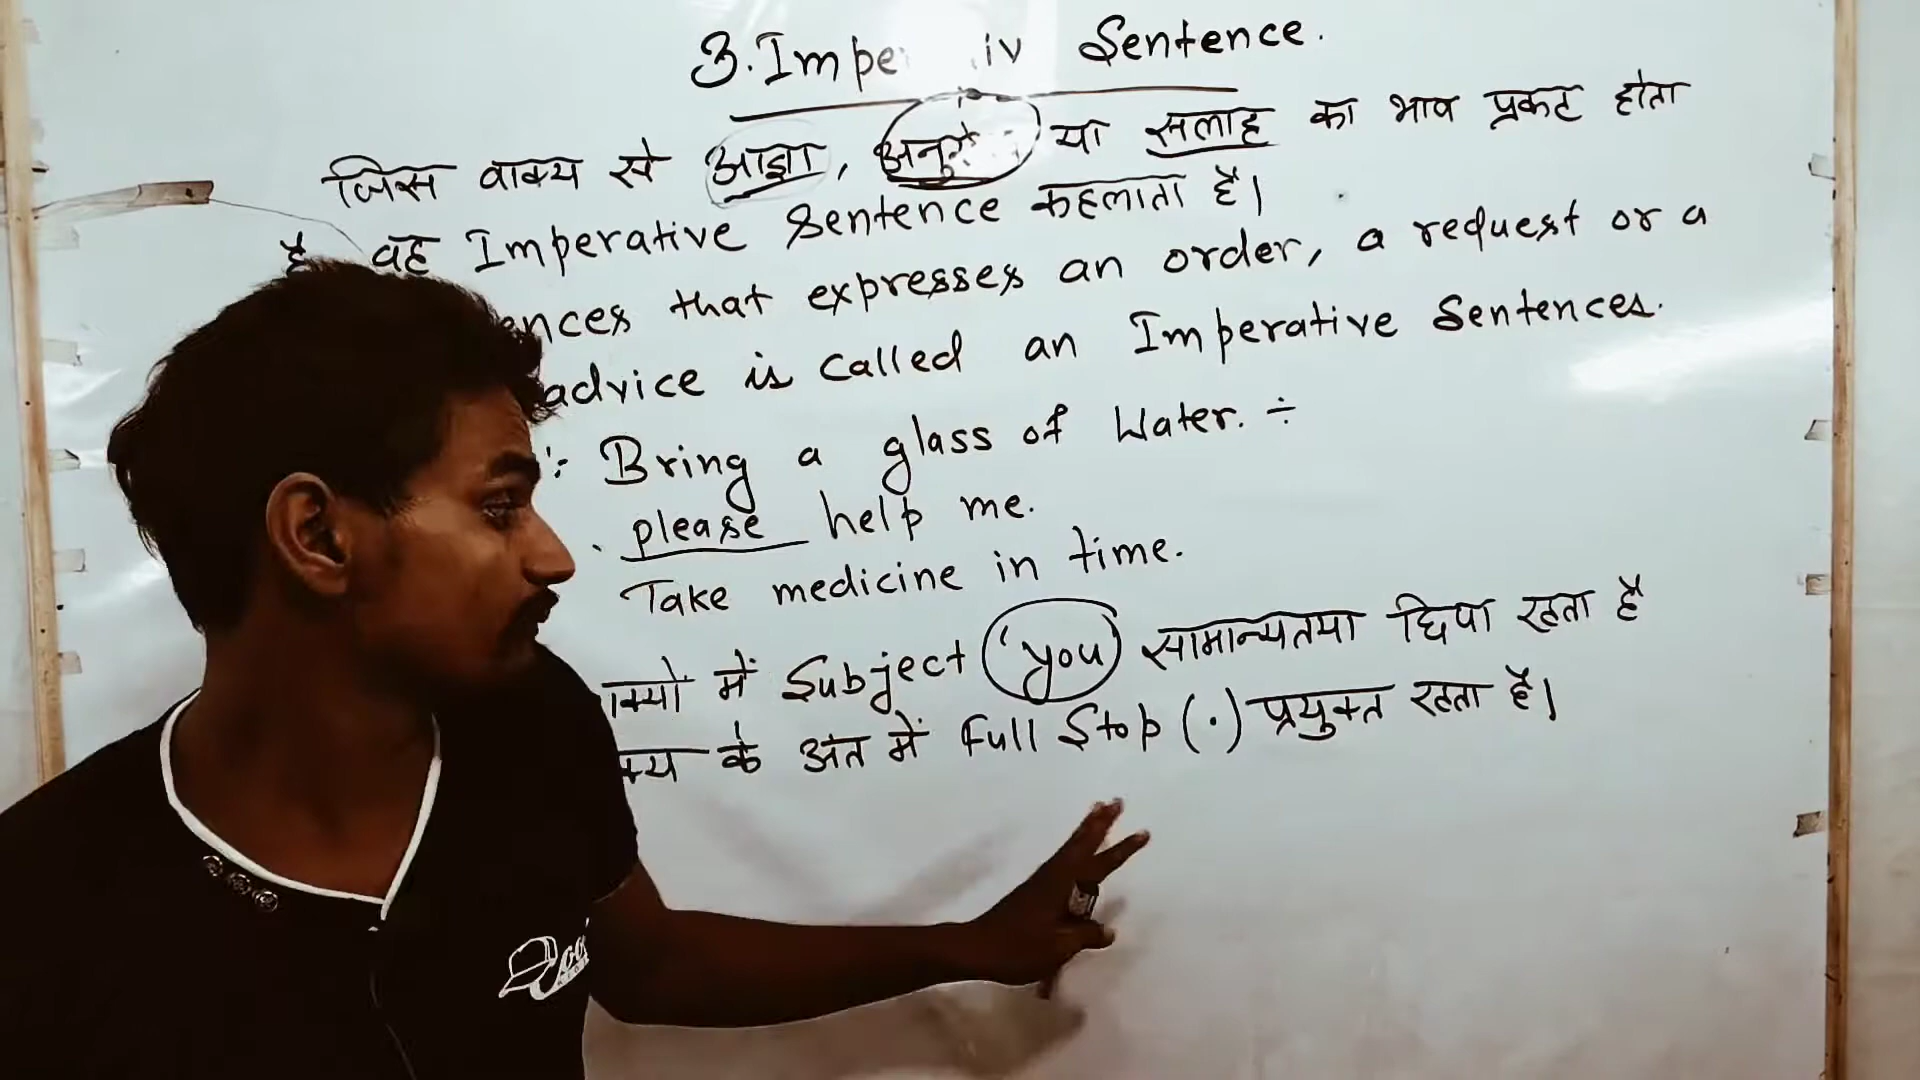 3. Impe iv Sentence.
जिस वाक्य से आज्ञा, या सलाह का भाव प्रकट होता
है वह Imperative Sentence कहलाता है।
ences that expresses an order, a request or a
advice is called an Imperative Sentences.
Bring a glass of Water. ÷
please help me.
Take medicine in time.
क्यों में Subject 'you' सामान्यतया छिपा रहता है
क्य के अंत में Full Stop (.) प्रयुक्त रहता है।